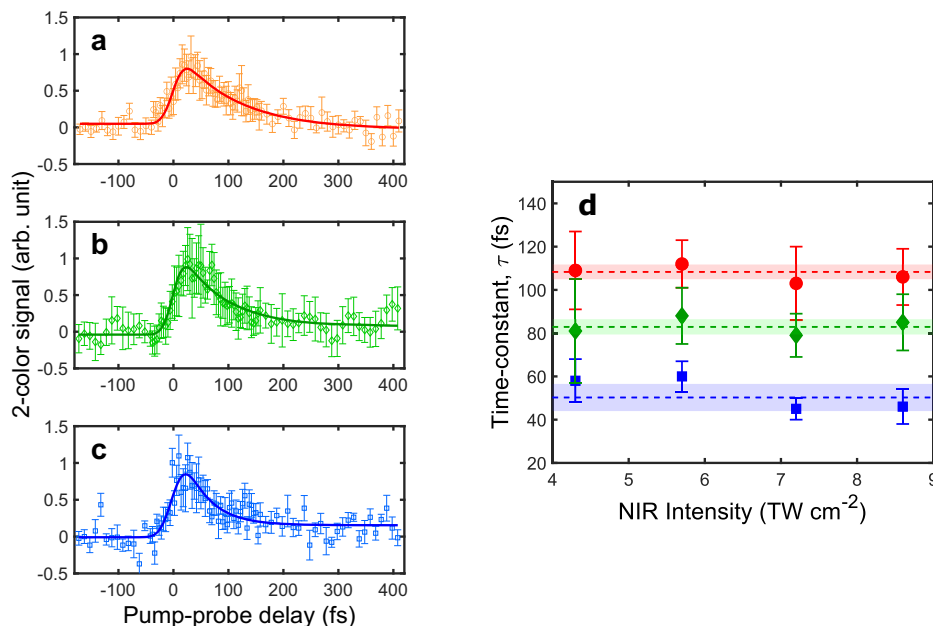 2-color signal (arb. unit)
a
1.5
1
0.5
0
-0.5
-100 0 100 200 300 400
b
1.5
1
0.5
0
-0.5
-100 0 100 200 300 400
c
1.5
1
0.5
0
-0.5
-100 0 100 200 300 400
Pump-probe delay (fs)
d
Time-constant, τ (fs)
140
120
100
80
60
40
20
4 5 6 7 8 9
NIR Intensity (TW cm⁻²)